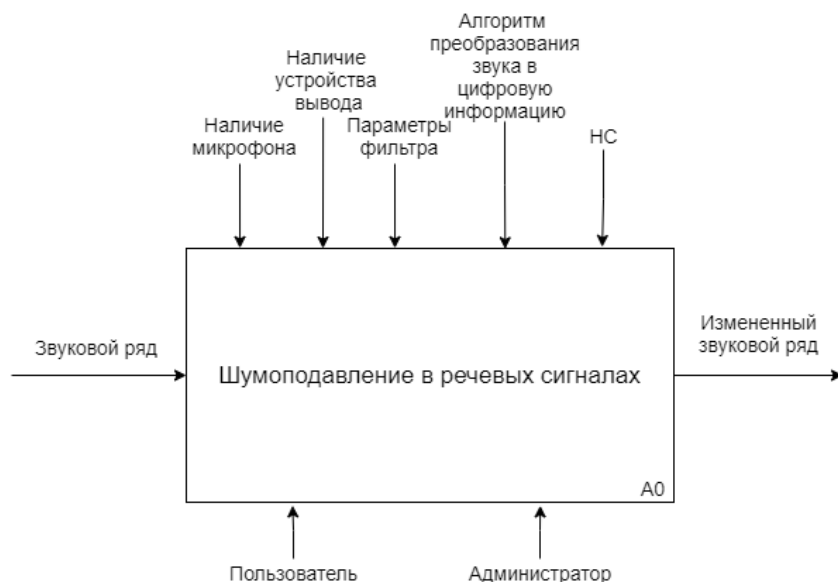 Алгоритм
преобразования
звука в
цифровую
информацию
Наличие
устройства
вывода
Наличие
микрофона
Параметры
фильтра
НС
Звуковой ряд
Шумоподавление в речевых сигналах
Измененный
звуковой ряд
A0
Пользователь
Администратор